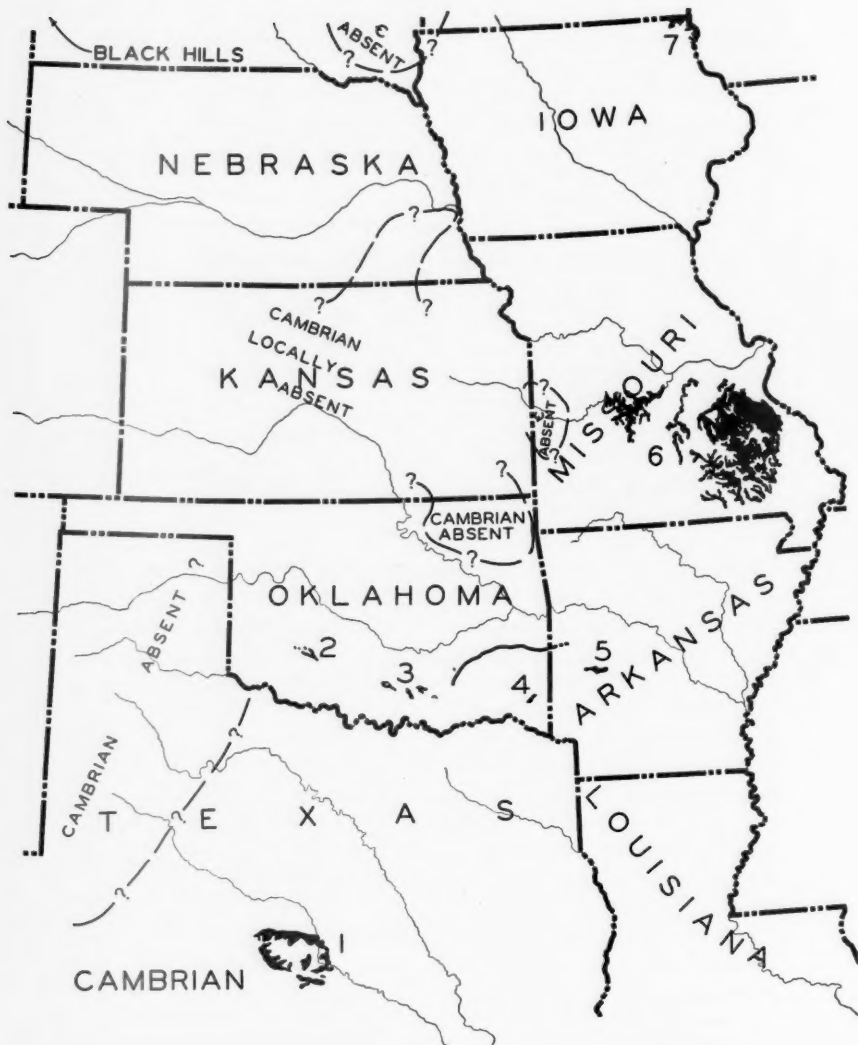 BLACK HILLS
Є
ABSENT
?
?
7
IOWA
NEBRASKA
?
?
?
?
CAMBRIAN
LOCALLY
ABSENT
KANSAS
MISSOURI
?
Є
ABSENT
?
6
?
?
CAMBRIAN
ABSENT
?
?
OKLAHOMA
ABSENT
2
3
4
5
ARKANSAS
CAMBRIAN
?
?
?
TEXAS
LOUISIANA
1
CAMBRIAN